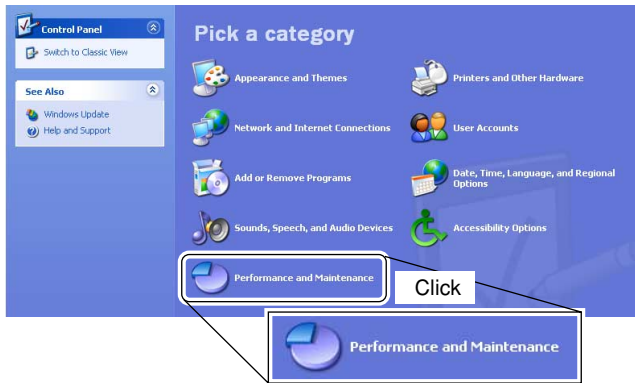 Control Panel
Switch to Classic View
See Also
Windows Update
Help and Support
Pick a category
Appearance and Themes
Printers and Other Hardware
Network and Internet Connections
User Accounts
Add or Remove Programs
Date, Time, Language, and Regional
Options
Sounds, Speech, and Audio Devices
Accessibility Options
Performance and Maintenance
Click
Performance and Maintenance